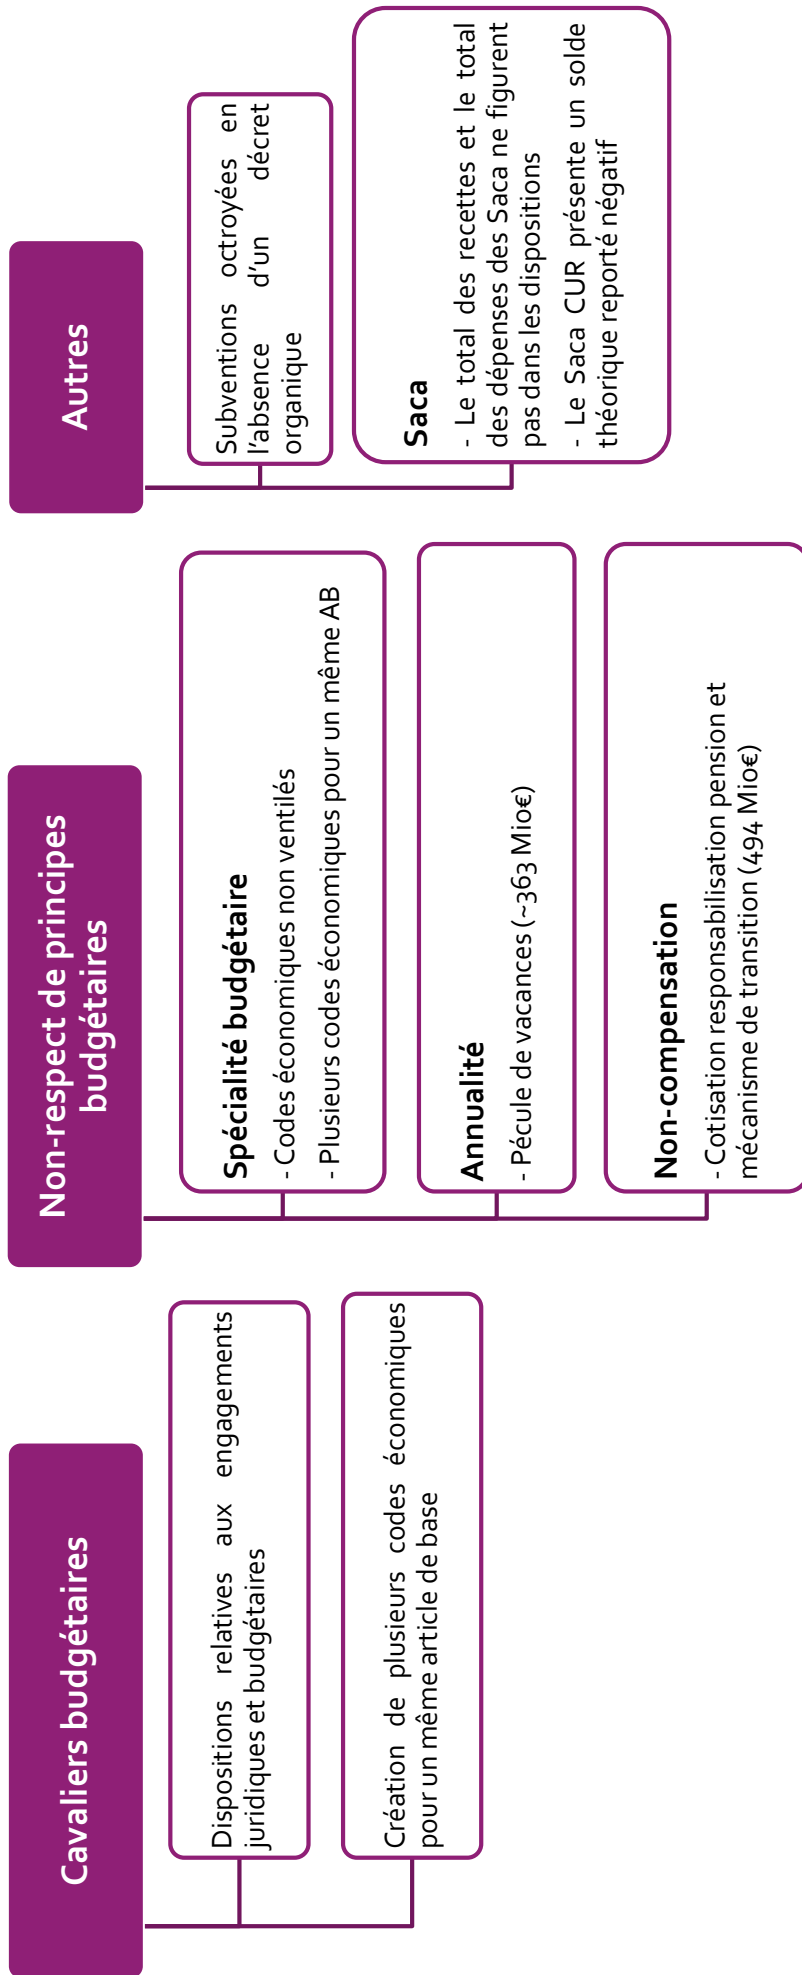 Cavaliers budgétaires
Dispositions relatives aux engagements
juridiques et budgétaires
Création de plusieurs codes économiques
pour un même article de base
Non-respect de principes
budgétaires
Spécialité budgétaire
- Codes économiques non ventilés
- Plusieurs codes économiques pour un même AB
Annualité
- Pécule de vacances (~363 Mio€)
Non-compensation
- Cotisation responsabilisation pension et
mécanisme de transition (494 Mio€)
Autres
Subventions octroyées en
l'absence d'un décret
organique
Saca
- Le total des recettes et le total
des dépenses des Saca ne figurent
pas dans les dispositions
- Le Saca CUR présente un solde
théorique reporté négatif